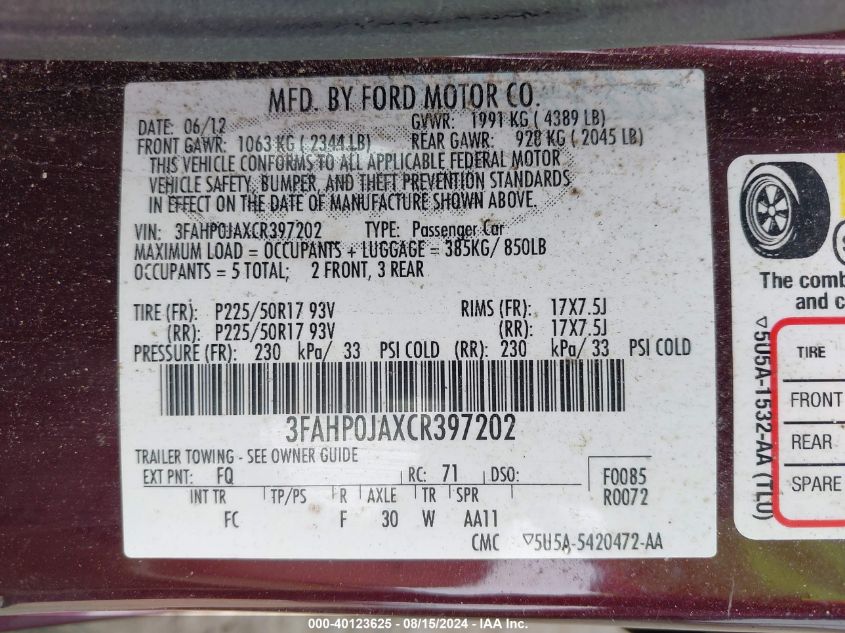 MFD. BY FORD MOTOR CO.
DATE: 06/12 GVWR: 1991 KG ( 4389 LB)
FRONT GAWR: 1063 KG ( 2344 LB) REAR GAWR: 928 KG ( 2045 LB)
THIS VEHICLE CONFORMS TO ALL APPLICABLE FEDERAL MOTOR
VEHICLE SAFETY, BUMPER, AND THEFT PREVENTION STANDARDS
IN EFFECT ON THE DATE OF MANUFACTURE SHOWN ABOVE.
VIN: 3FAHP0JAXCR397202 TYPE: Passenger Car
MAXIMUM LOAD = OCCUPANTS + LUGGAGE = 385KG/ 850LB
OCCUPANTS = 5 TOTAL; 2 FRONT, 3 REAR
TIRE (FR): P225/50R17 93V RIMS (FR): 17X7.5J
(RR): P225/50R17 93V (RR): 17X7.5J
PRESSURE (FR): 230 kPa/ 33 PSI COLD (RR): 230 kPa/ 33 PSI COLD
3FAHP0JAXCR397202
TRAILER TOWING - SEE OWNER GUIDE
EXT PNT: FQ RC: 71 DSO: F0085
R0072
INT TR TP/PS R AXLE TR SPR
FC F 30 W AA11
CMC ▽5U5A-5420472-AA
The comb
and c
▽5U5A-1532-AA (TL0)
TIRE
FRONT
REAR
SPARE
000-40123625 - 08/15/2024 - IAA Inc.